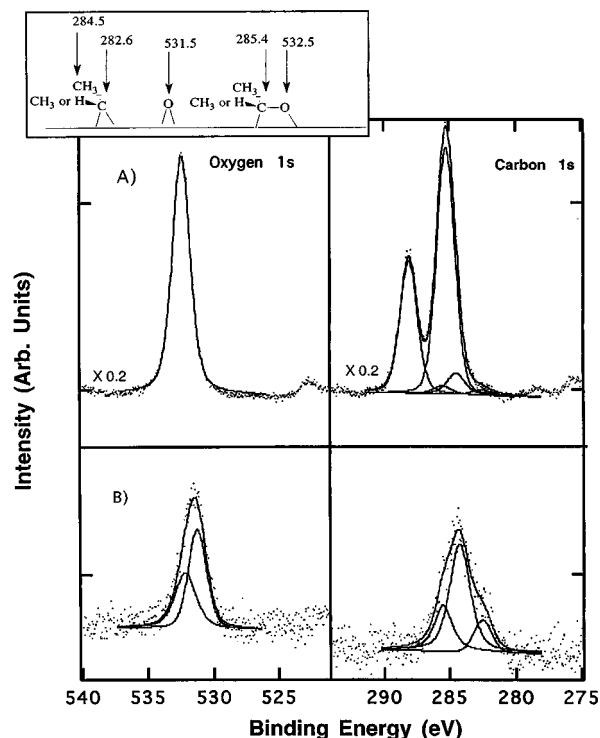 284.5
282.6
531.5
285.4
532.5
CH3
CH3
CH3 or H C
O
CH3 or H C O
A)
Oxygen 1s
Carbon 1s
X 0.2
X 0.2
B)
Intensity (Arb. Units)
540 535 530 525 290 285 280 275
Binding Energy (eV)